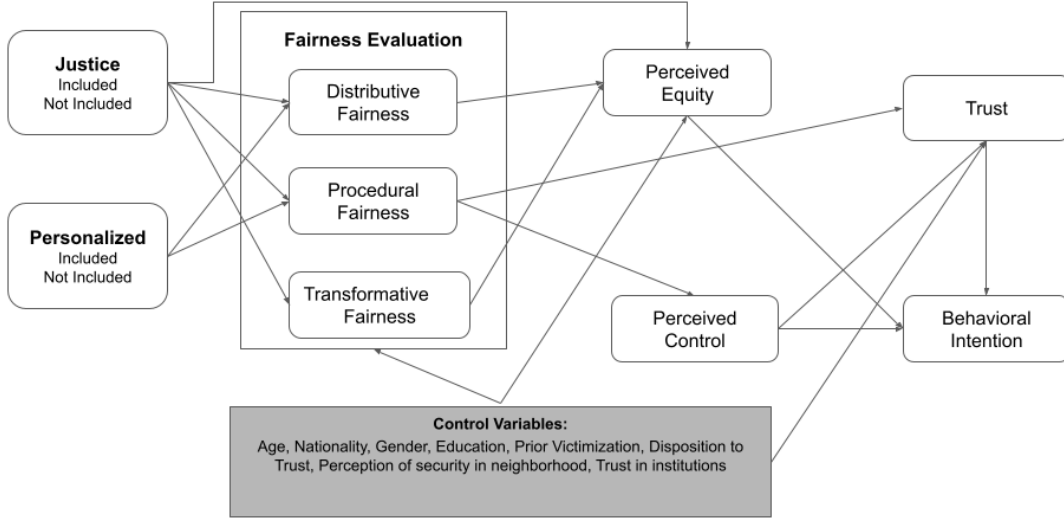 Justice
Included
Not Included
Personalized
Included
Not Included
Fairness Evaluation
Distributive
Fairness
Procedural
Fairness
Transformative
Fairness
Perceived
Equity
Perceived
Control
Trust
Behavioral
Intention
Control Variables:
Age, Nationality, Gender, Education, Prior Victimization, Disposition to
Trust, Perception of security in neighborhood, Trust in institutions